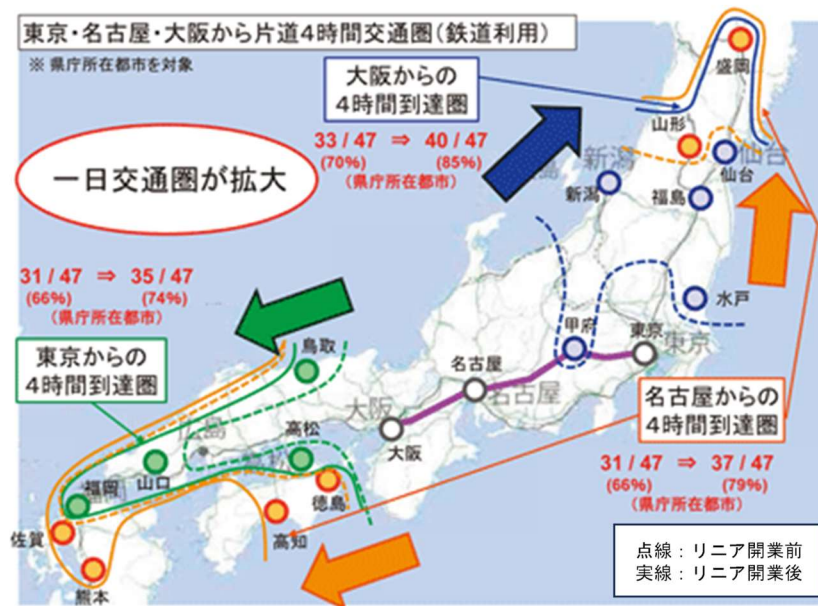 東京・名古屋・大阪から片道4時間交通圏(鉄道利用)
※ 県庁所在都市を対象
大阪からの
4時間到達圏
33 / 47 ⇒ 40 / 47
(70%) (85%)
(県庁所在都市)
一日交通圏が拡大
盛岡
山形
仙台
仙台
新潟
新潟
福島
31 / 47 ⇒ 35 / 47
(66%) (74%)
(県庁所在都市)
水戸
甲府
東京
東京
東京からの
4時間到達圏
鳥取
名古屋
名古屋
名古屋からの
4時間到達圏
31 / 47 ⇒ 37 / 47
(66%) (79%)
(県庁所在都市)
大阪
大阪
広島
高松
山口
福岡
徳島
高知
佐賀
熊本
点線：リニア開業前
実線：リニア開業後